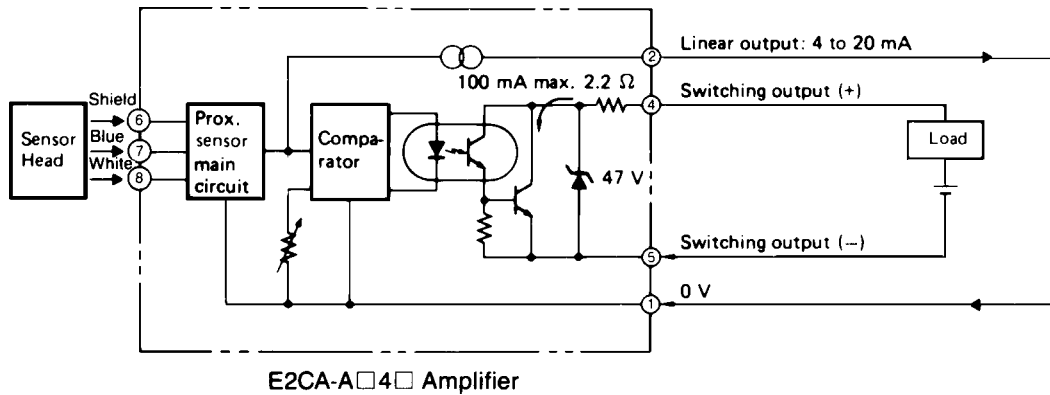 Linear output: 4 to 20 mA
2
100 mA max. 2.2 Ω
Switching output (+)
4
Shield
6
Sensor
Head
Blue
7
White
8
Prox.
sensor
main
circuit
Compa-
rator
47 V
Load
Switching output (—)
5
0 V
1
E2CA-A□4□ Amplifier